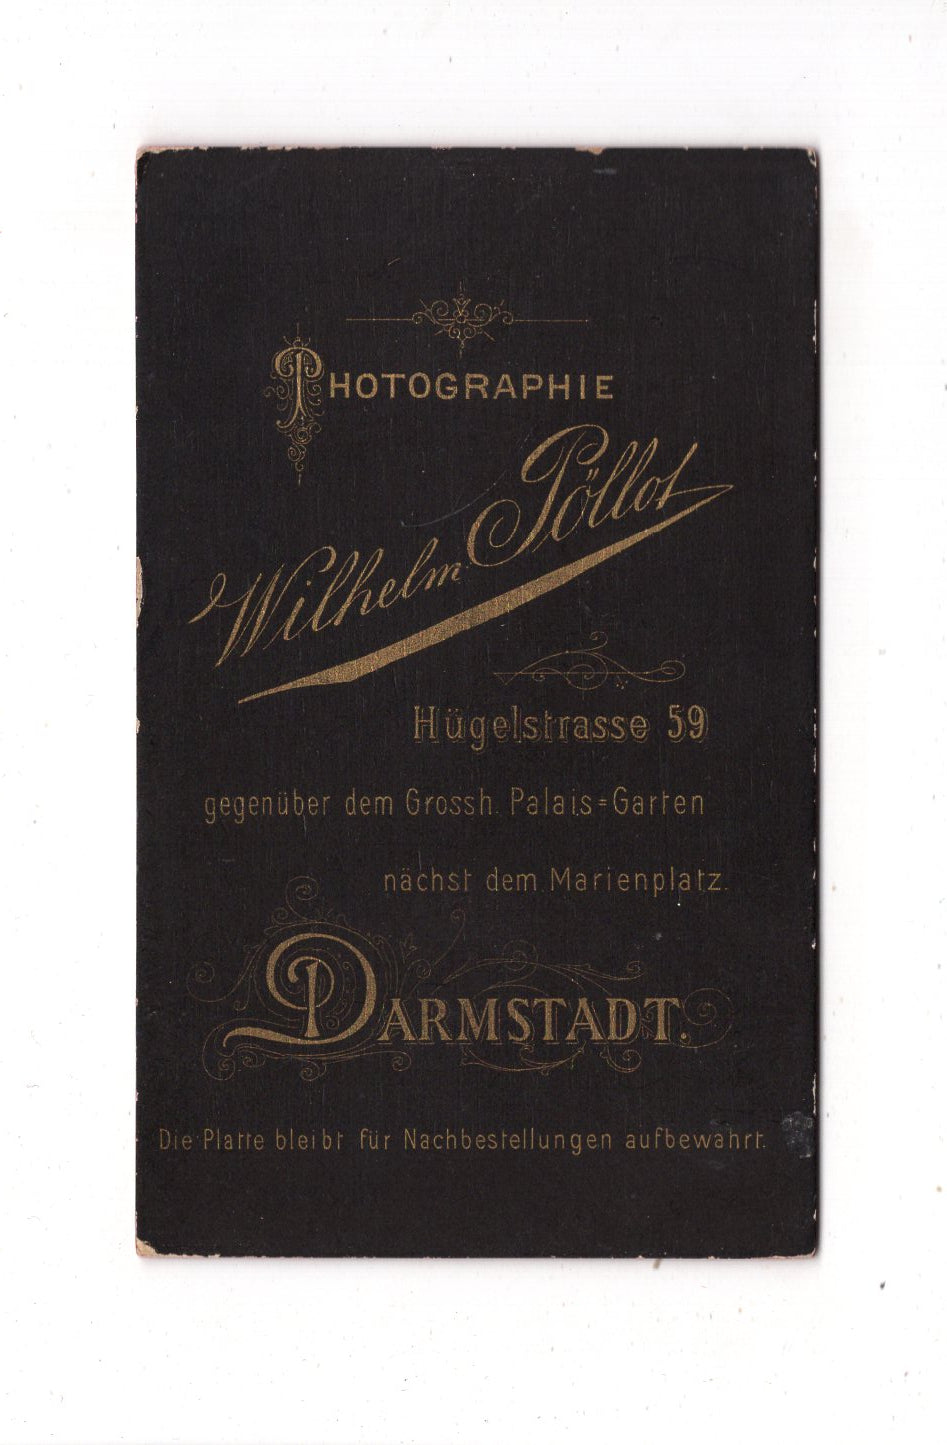 PHOTOGRAPHIE
Wilhelm Pöllot
Hügelstrasse 59
gegenüber dem Grossh. Palais=Garten
nächst dem Marienplatz.
DARMSTADT.
Die Platte bleibt für Nachbestellungen aufbewahrt.